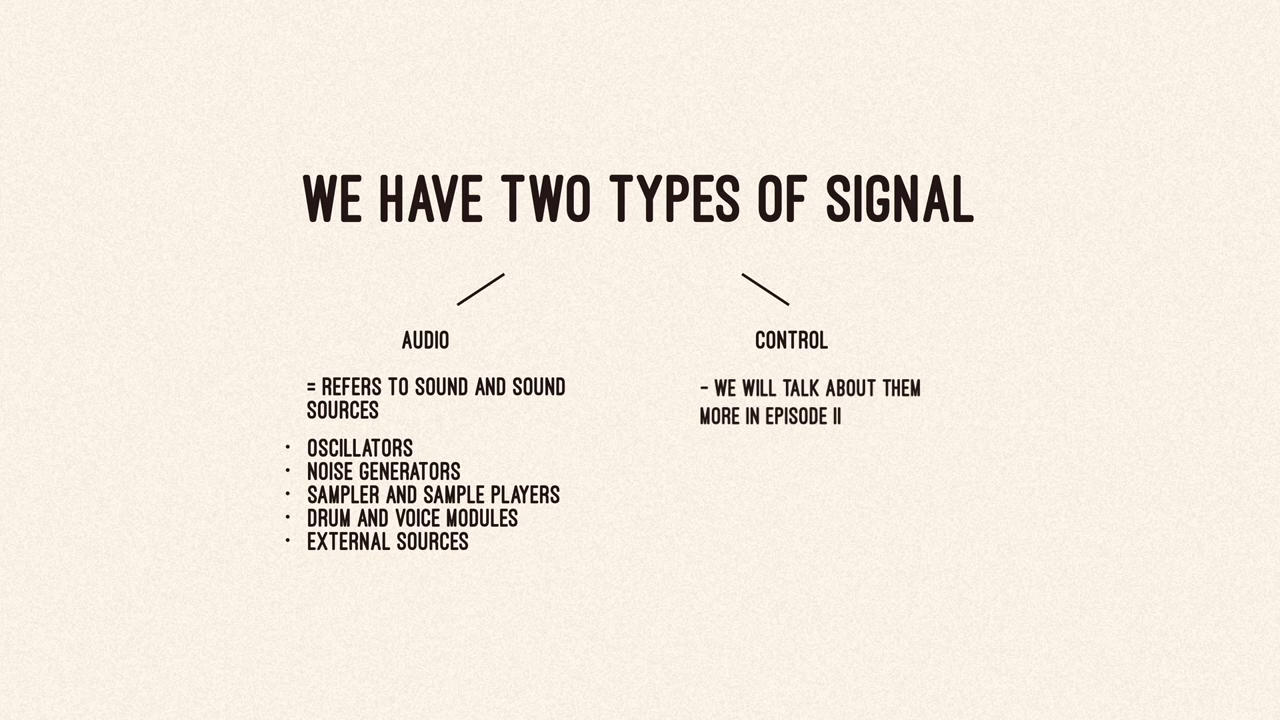 WE HAVE TWO TYPES OF SIGNAL
AUDIO
= REFERS TO SOUND AND SOUND
SOURCES
· OSCILLATORS
· NOISE GENERATORS
· SAMPLER AND SAMPLE PLAYERS
· DRUM AND VOICE MODULES
· EXTERNAL SOURCES
CONTROL
- WE WILL TALK ABOUT THEM
MORE IN EPISODE II